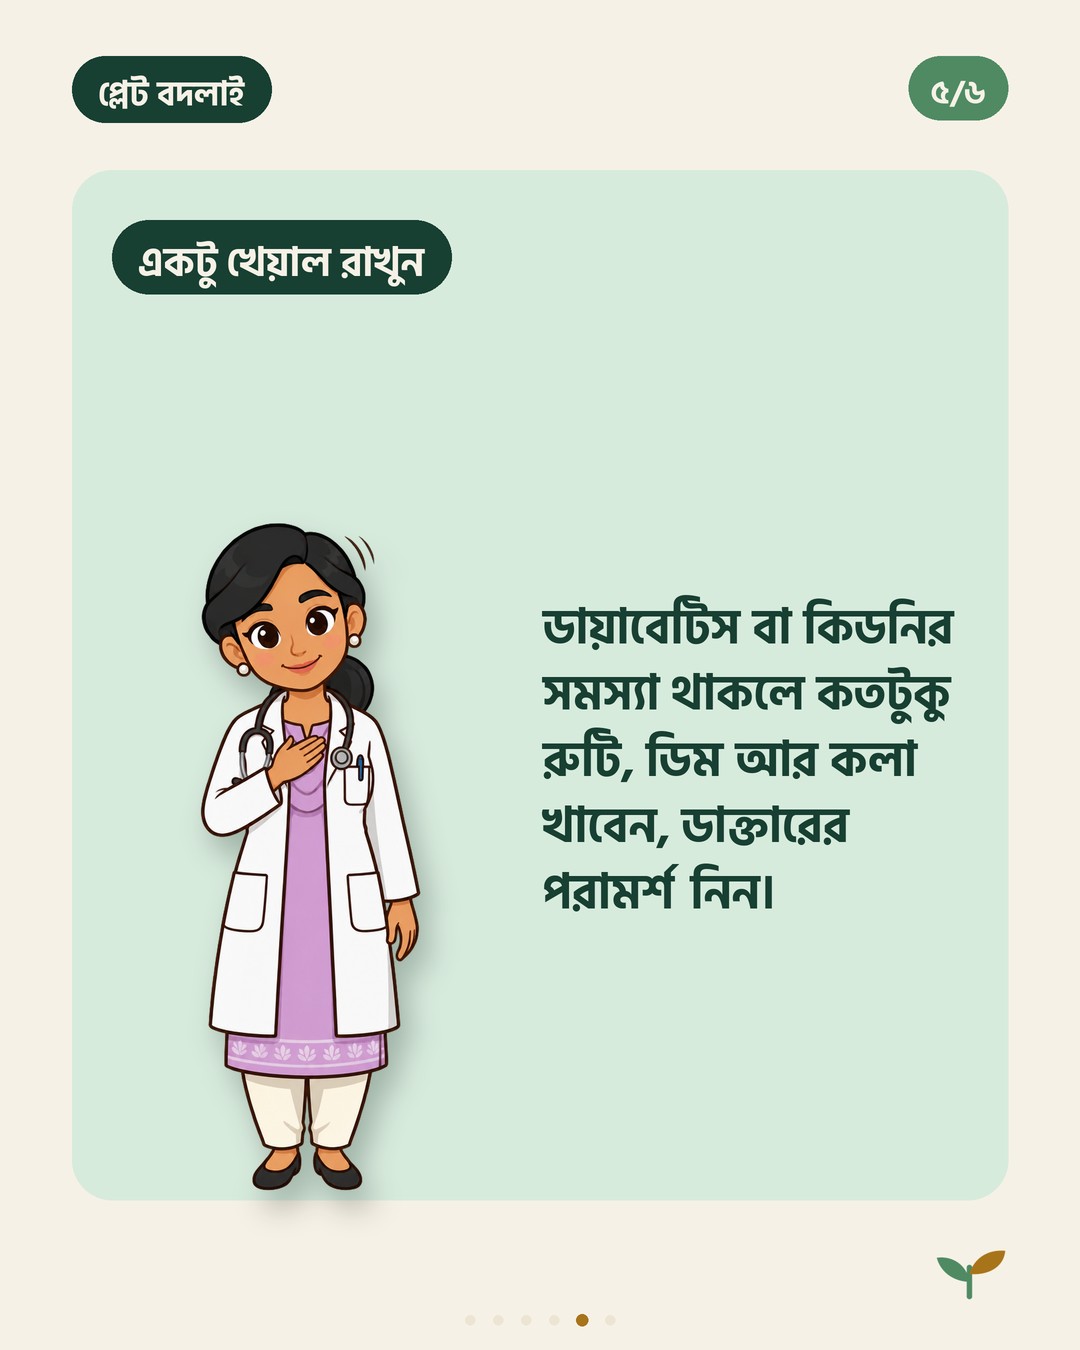 প্লেট বদলাই
৫/৬
একটু খেয়াল রাখুন
ডায়াবেটিস বা কিডনির
সমস্যা থাকলে কতটুকু
রুটি, ডিম আর কলা
খাবেন, ডাক্তারের
পরামর্শ নিন।